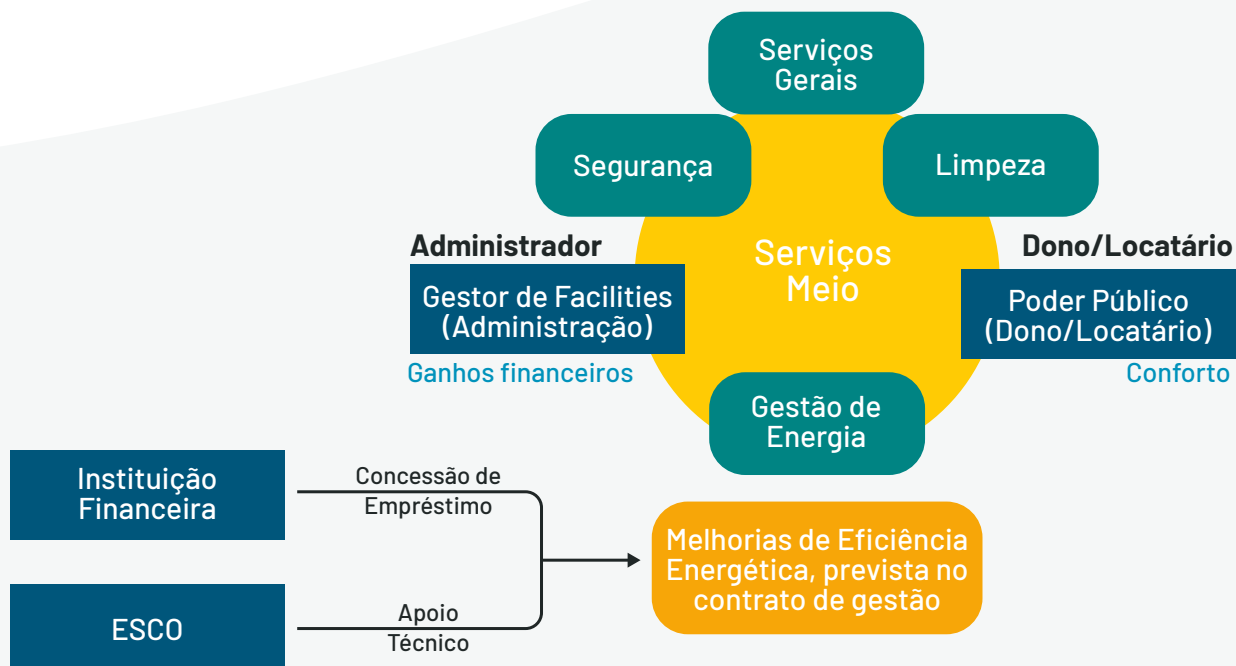 Serviços
Gerais
Segurança
Limpeza
Serviços
Meio
Administrador
Gestor de Facilities
(Administração)
Ganhos financeiros
Dono/Locatário
Poder Público
(Dono/Locatário)
Conforto
Gestão de
Energia
Instituição
Financeira
Concessão de
Empréstimo
Melhorias de Eficiência
Energética, prevista no
contrato de gestão
ESCO
Apoio
Técnico